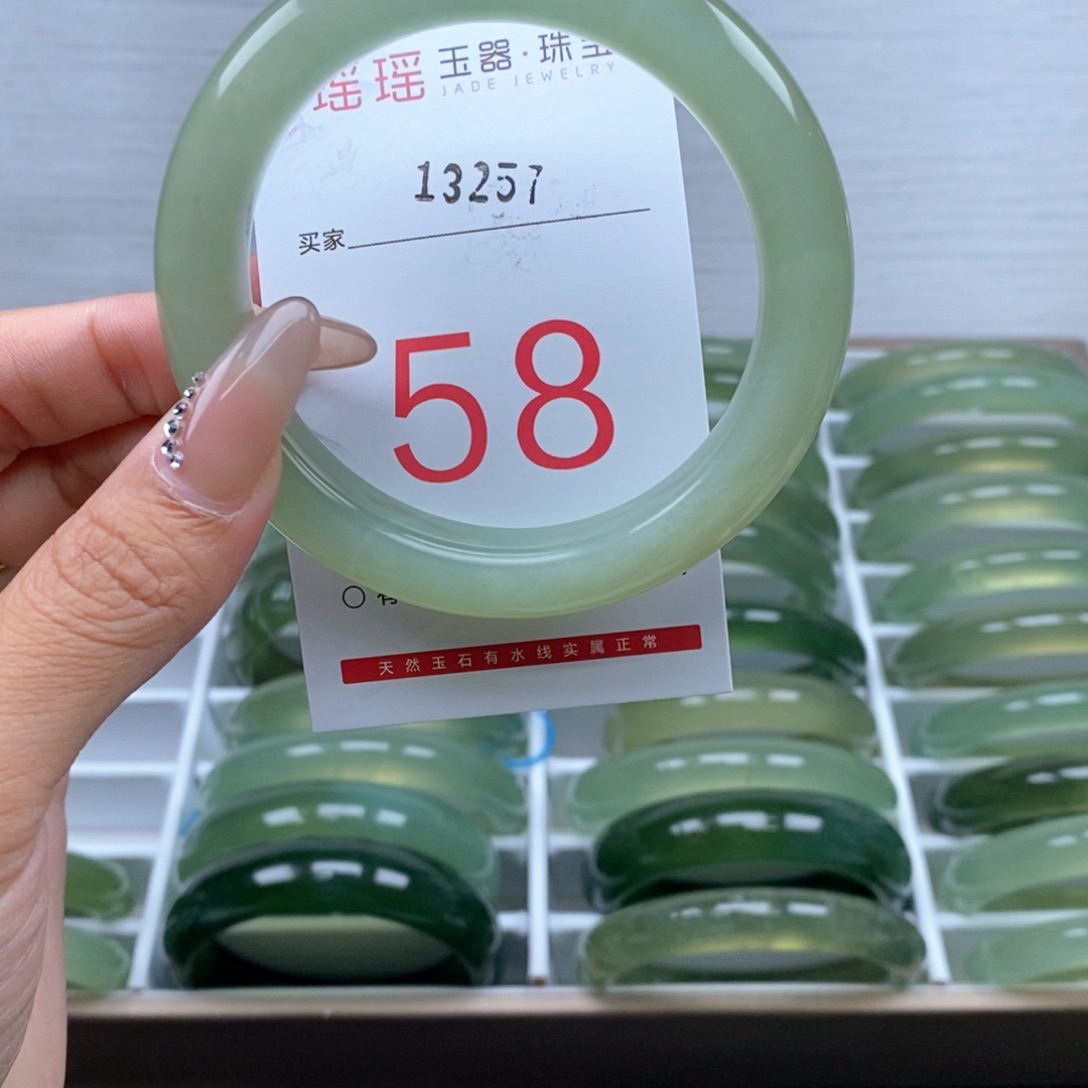 瑶瑶 玉器·珠宝
JADE JEWELRY
13257
买家
58
天然玉石有水线实属正常